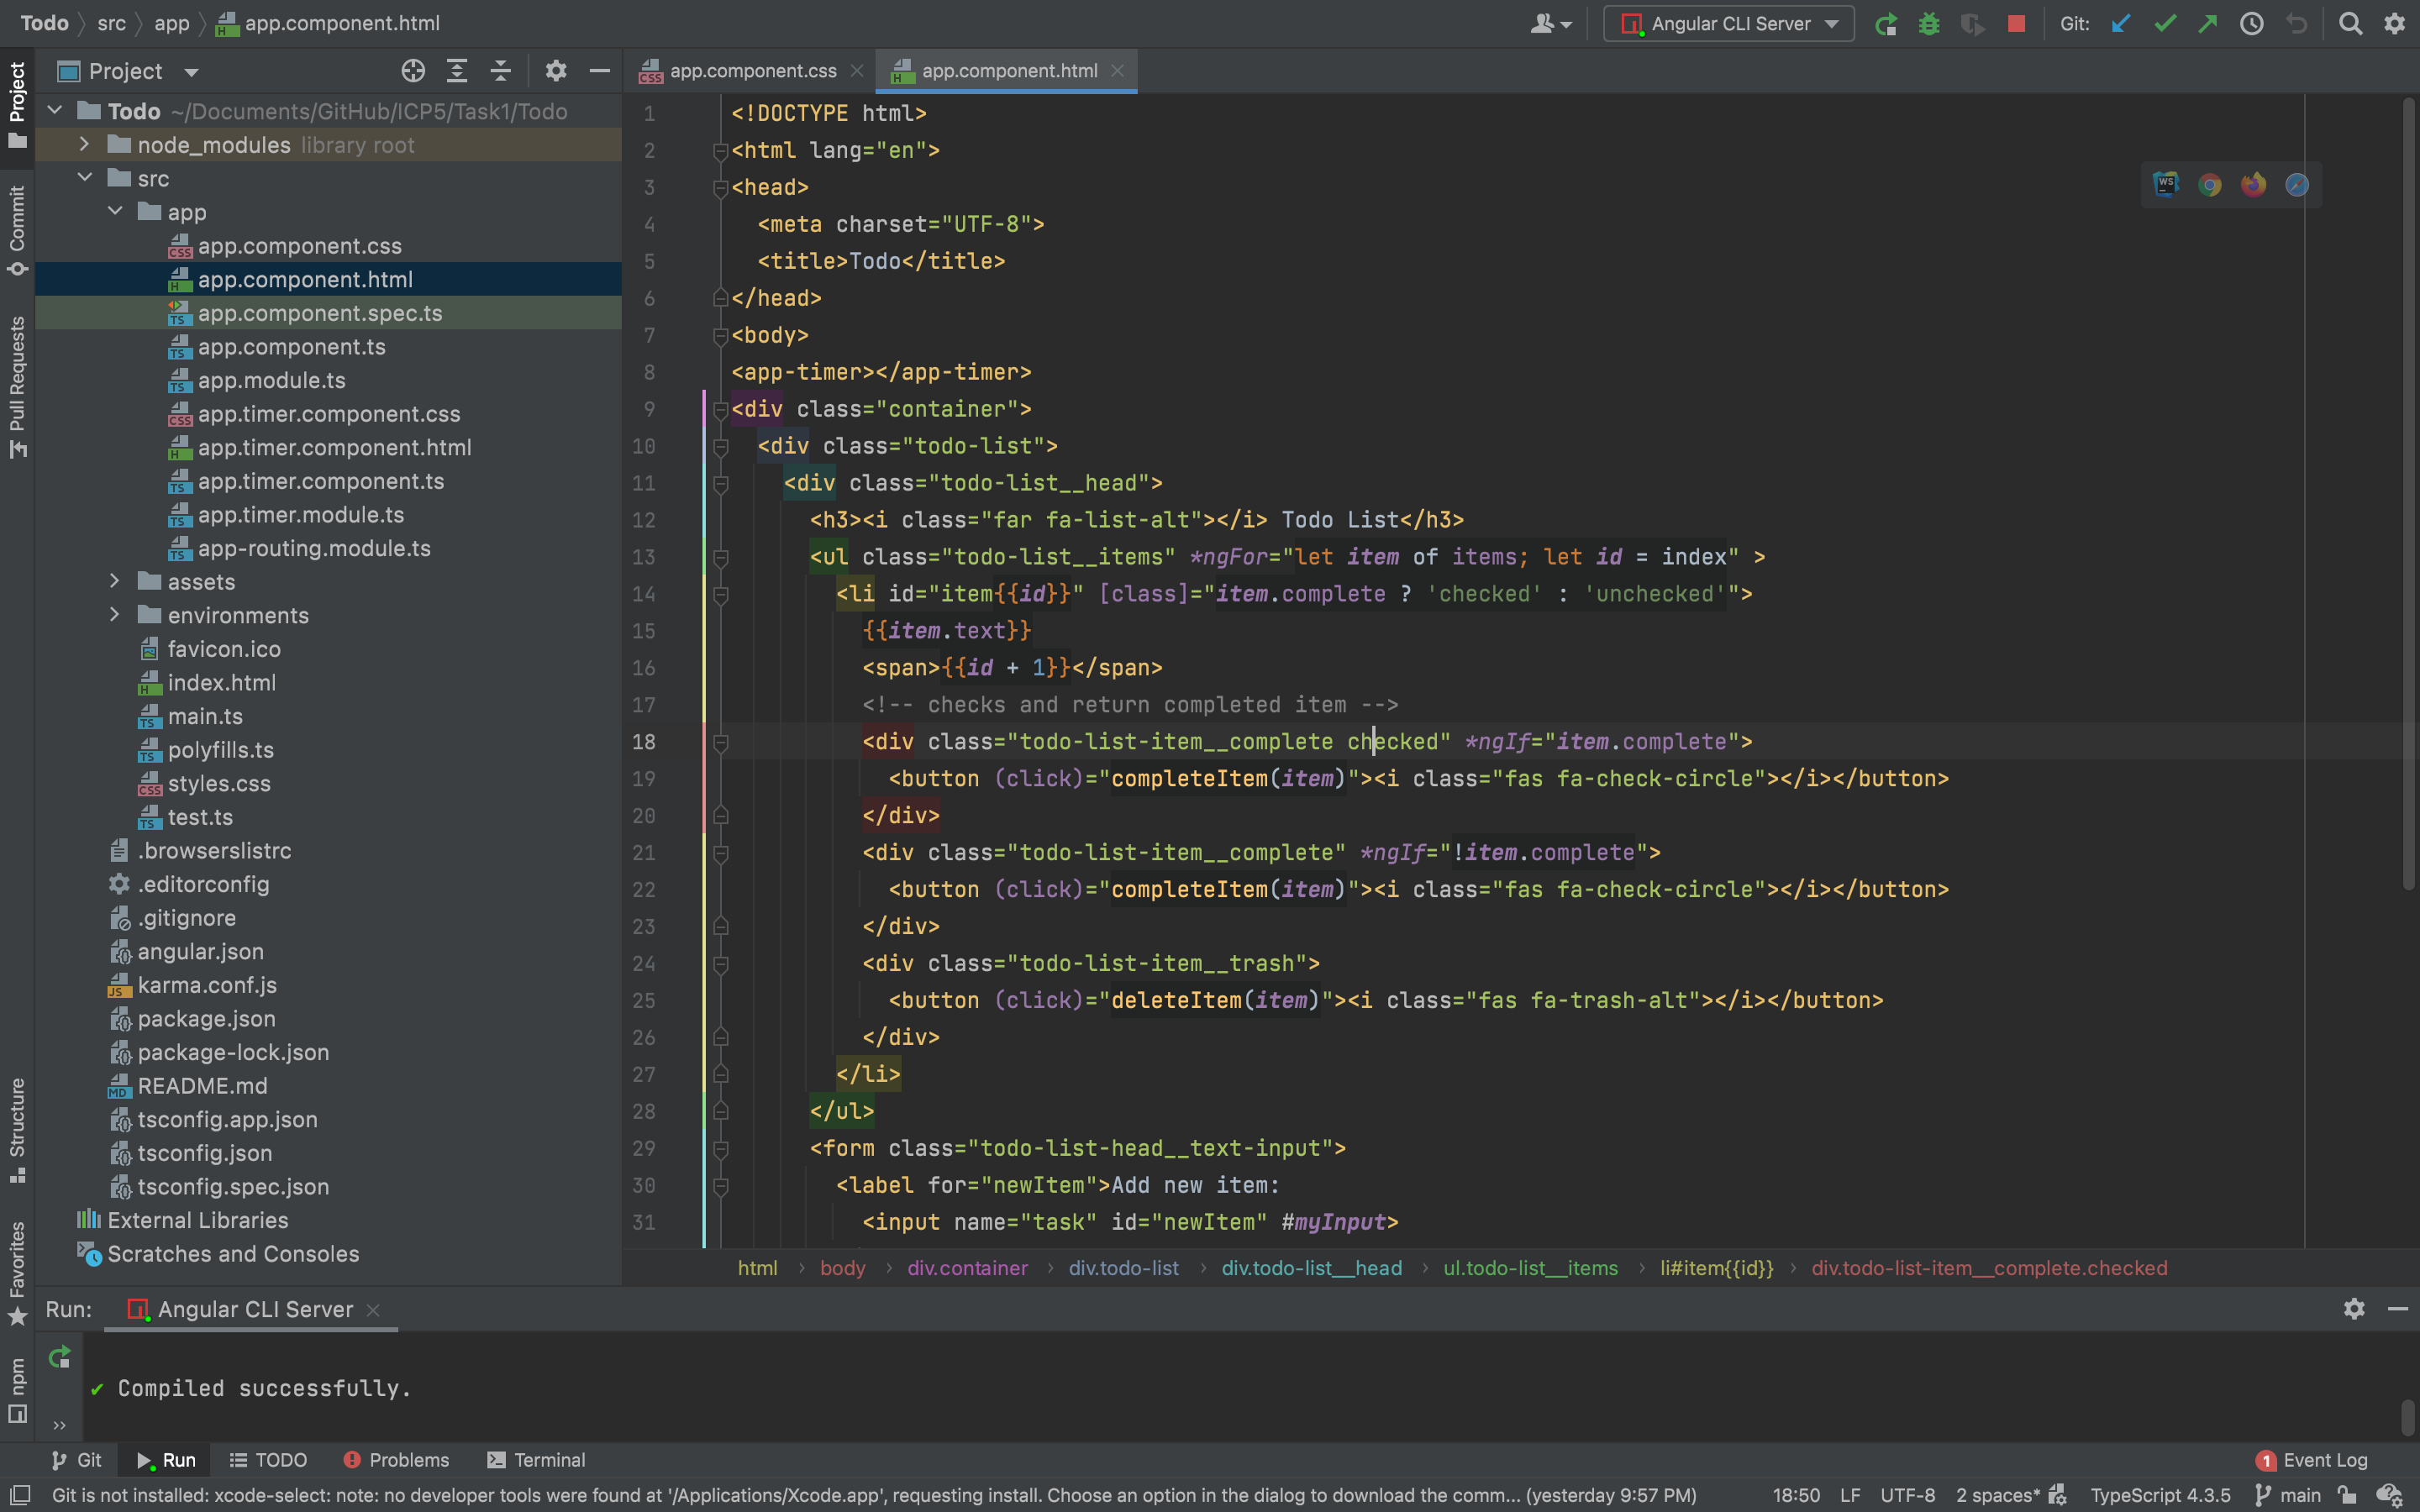 Todo src app app.component.html Angular CLI Server Git:
Project
app.component.css app.component.html
Todo ~/Documents/GitHub/ICP5/Task1/Todo
node_modules library root
src
app
app.component.css
app.component.html
app.component.spec.ts
app.component.ts
app.module.ts
app.timer.component.css
app.timer.component.html
app.timer.component.ts
app.timer.module.ts
app-routing.module.ts
assets
environments
favicon.ico
index.html
main.ts
polyfills.ts
styles.css
test.ts
.browserslistrc
.editorconfig
.gitignore
angular.json
karma.conf.js
package.json
package-lock.json
README.md
tsconfig.app.json
tsconfig.json
tsconfig.spec.json
External Libraries
Scratches and Consoles
Project
Commit
Pull Requests
Structure
Favorites
npm
1 <!DOCTYPE html>
2 <html lang="en">
3 <head>
4 <meta charset="UTF-8">
5 <title>Todo</title>
6 </head>
7 <body>
8 <app-timer></app-timer>
9 <div class="container">
10 <div class="todo-list">
11 <div class="todo-list__head">
12 <h3><i class="far fa-list-alt"></i> Todo List</h3>
13 <ul class="todo-list__items" *ngFor="let item of items; let id = index" >
14 <li id="item{{id}}" [class]="item.complete ? 'checked' : 'unchecked'">
15 {{item.text}}
16 <span>{{id + 1}}</span>
17 <!-- checks and return completed item -->
18 <div class="todo-list-item__complete checked" *ngIf="item.complete">
19 <button (click)="completeItem(item)"><i class="fas fa-check-circle"></i></button>
20 </div>
21 <div class="todo-list-item__complete" *ngIf="!item.complete">
22 <button (click)="completeItem(item)"><i class="fas fa-check-circle"></i></button>
23 </div>
24 <div class="todo-list-item__trash">
25 <button (click)="deleteItem(item)"><i class="fas fa-trash-alt"></i></button>
26 </div>
27 </li>
28 </ul>
29 <form class="todo-list-head__text-input">
30 <label for="newItem">Add new item:
31 <input name="task" id="newItem" #myInput>
html body div.container div.todo-list div.todo-list__head ul.todo-list__items li#item{{id}} div.todo-list-item__complete.checked
Run: Angular CLI Server
✔ Compiled successfully.
Git Run TODO Problems Terminal 1 Event Log
Git is not installed: xcode-select: note: no developer tools were found at '/Applications/Xcode.app', requesting install. Choose an option in the dialog to download the comm... (yesterday 9:57 PM) 18:50 LF UTF-8 2 spaces* TypeScript 4.3.5 main